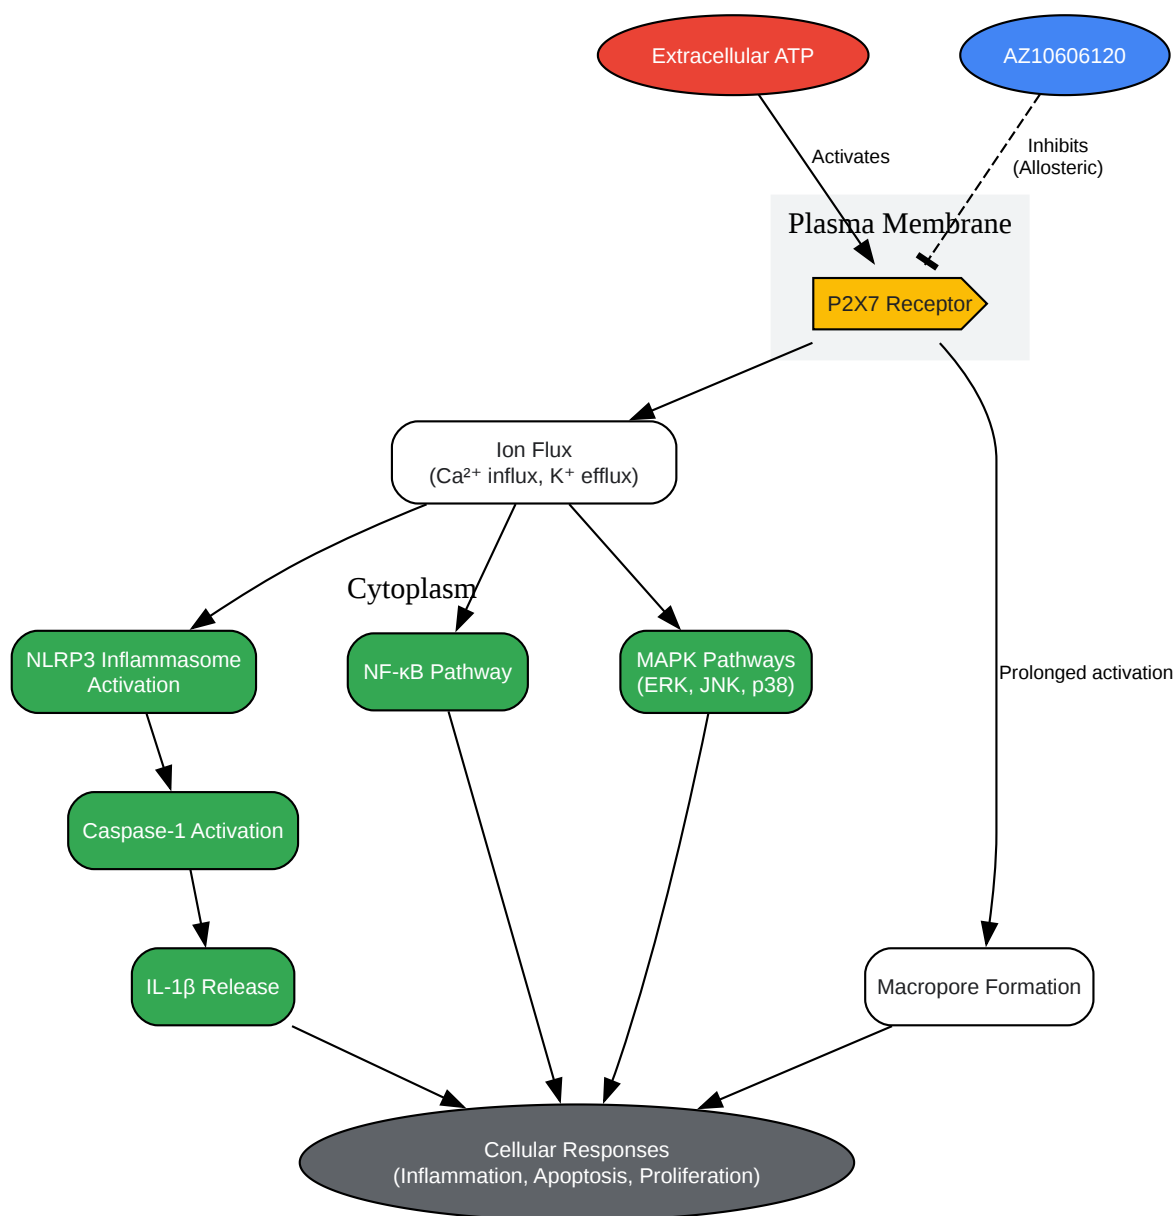 Extracellular ATP
AZ10606120
Activates
Inhibits
(Allosteric)
Plasma Membrane
P2X7 Receptor
Ion Flux
(Ca²⁺ influx, K⁺ efflux)
Cytoplasm
NLRP3 Inflammasome
Activation
NF-κB Pathway
MAPK Pathways
(ERK, JNK, p38)
Prolonged activation
Caspase-1 Activation
IL-1β Release
Macropore Formation
Cellular Responses
(Inflammation, Apoptosis, Proliferation)